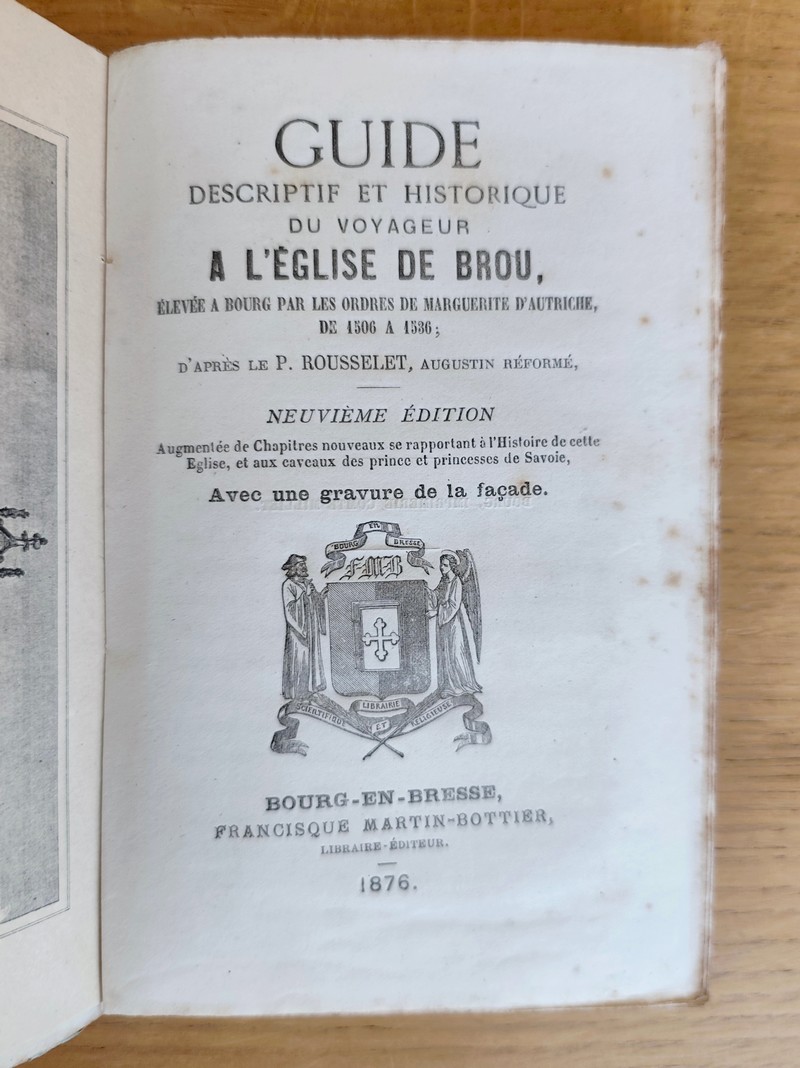 GUIDE
DESCRIPTIF ET HISTORIQUE
DU VOYAGEUR
A L'ÉGLISE DE BROU,
ÉLEVÉE A BOURG PAR LES ORDRES DE MARGUERITE D'AUTRICHE,
DE 1506 A 1536;
D'APRÈS LE P. ROUSSELET, AUGUSTIN RÉFORMÉ,
NEUVIÈME ÉDITION
Augmentée de Chapitres nouveaux se rapportant à l'Histoire de cette
Eglise, et aux caveaux des prince et princesses de Savoie,
Avec une gravure de la façade.
EN
BOURG BRESSE
FMB
LIBRAIRIE
SCIENTIFIQUE ET RELIGIEUSE
BOURG-EN-BRESSE,
FRANCISQUE MARTIN-BOTTIER,
LIBRAIRE-ÉDITEUR.
1876.